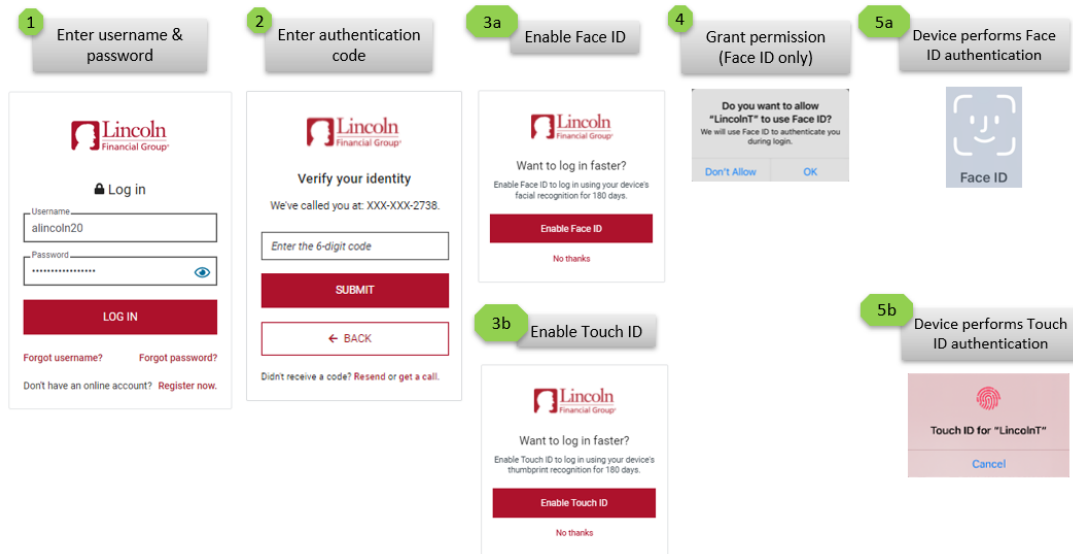 1
Enter username &
password
Lincoln
Financial Group®
Log in
Username
alincoln20
Password
••••••••••••••••
LOG IN
Forgot username? Forgot password?
Don't have an online account? Register now.
2
Enter authentication
code
Lincoln
Financial Group®
Verify your identity
We've called you at: XXX-XXX-2738.
Enter the 6-digit code
SUBMIT
← BACK
Didn't receive a code? Resend or get a call.
3a
Enable Face ID
Lincoln
Financial Group®
Want to log in faster?
Enable Face ID to log in using your device's
facial recognition for 180 days.
Enable Face ID
No thanks
3b
Enable Touch ID
Lincoln
Financial Group®
Want to log in faster?
Enable Touch ID to log in using your device's
thumbprint recognition for 180 days.
Enable Touch ID
No thanks
4
Grant permission
(Face ID only)
Do you want to allow
"LincolnT" to use Face ID?
We will use Face ID to authenticate you
during login.
Don't Allow OK
5a
Device performs Face
ID authentication
Face ID
5b
Device performs Touch
ID authentication
Touch ID for "LincolnT"
Cancel